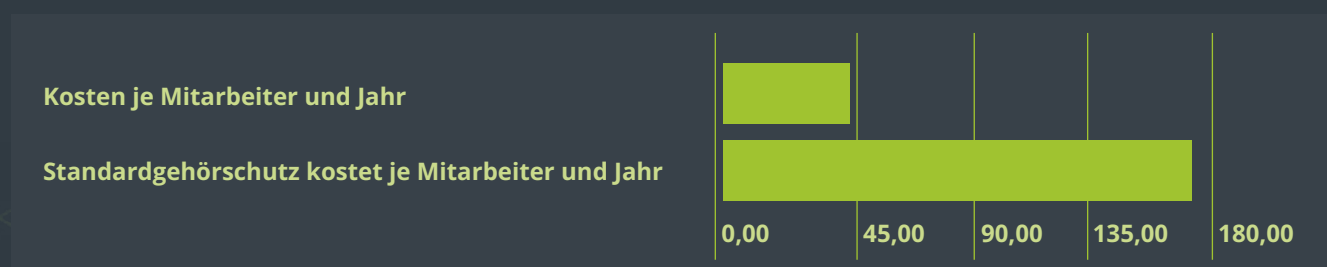 Kosten je Mitarbeiter und Jahr
Standardgehörschutz kostet je Mitarbeiter und Jahr
0,00 45,00 90,00 135,00 180,00